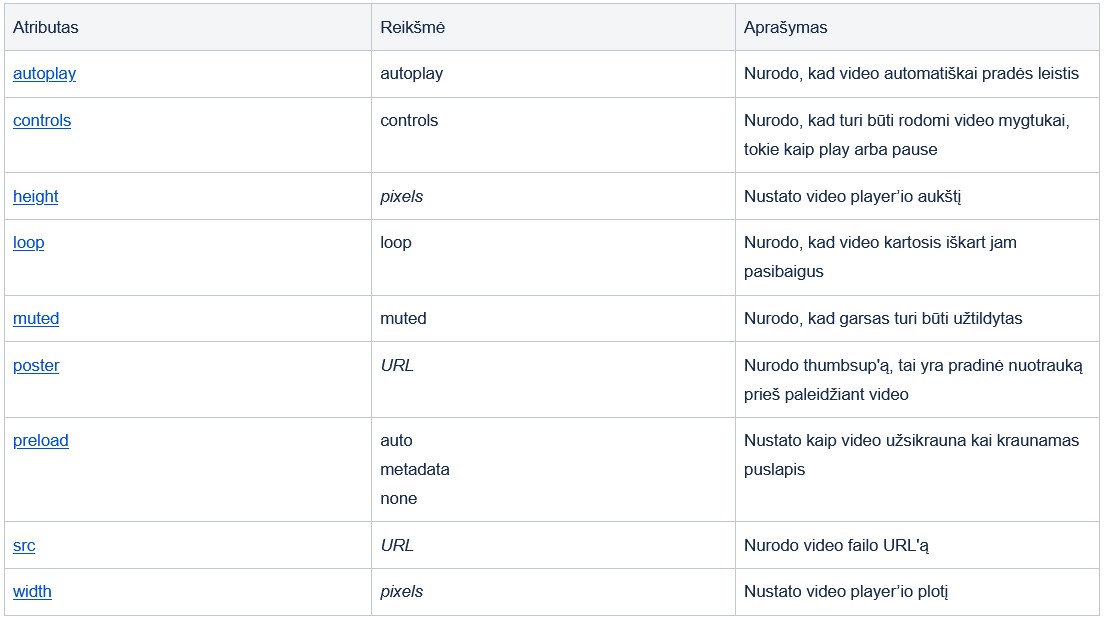 Atributas Reikšmė Aprašymas
autoplay autoplay Nurodo, kad video automatiškai pradės leistis
controls controls Nurodo, kad turi būti rodomi video mygtukai,
tokie kaip play arba pause
height pixels Nustato video player’io aukštį
loop loop Nurodo, kad video kartosis iškart jam
pasibaigus
muted muted Nurodo, kad garsas turi būti užtildytas
poster URL Nurodo thumbsup'ą, tai yra pradinė nuotrauką
prieš paleidžiant video
preload auto Nustato kaip video užsikrauna kai kraunamas
metadata puslapis
none
src URL Nurodo video failo URL'ą
width pixels Nustato video player’io plotį